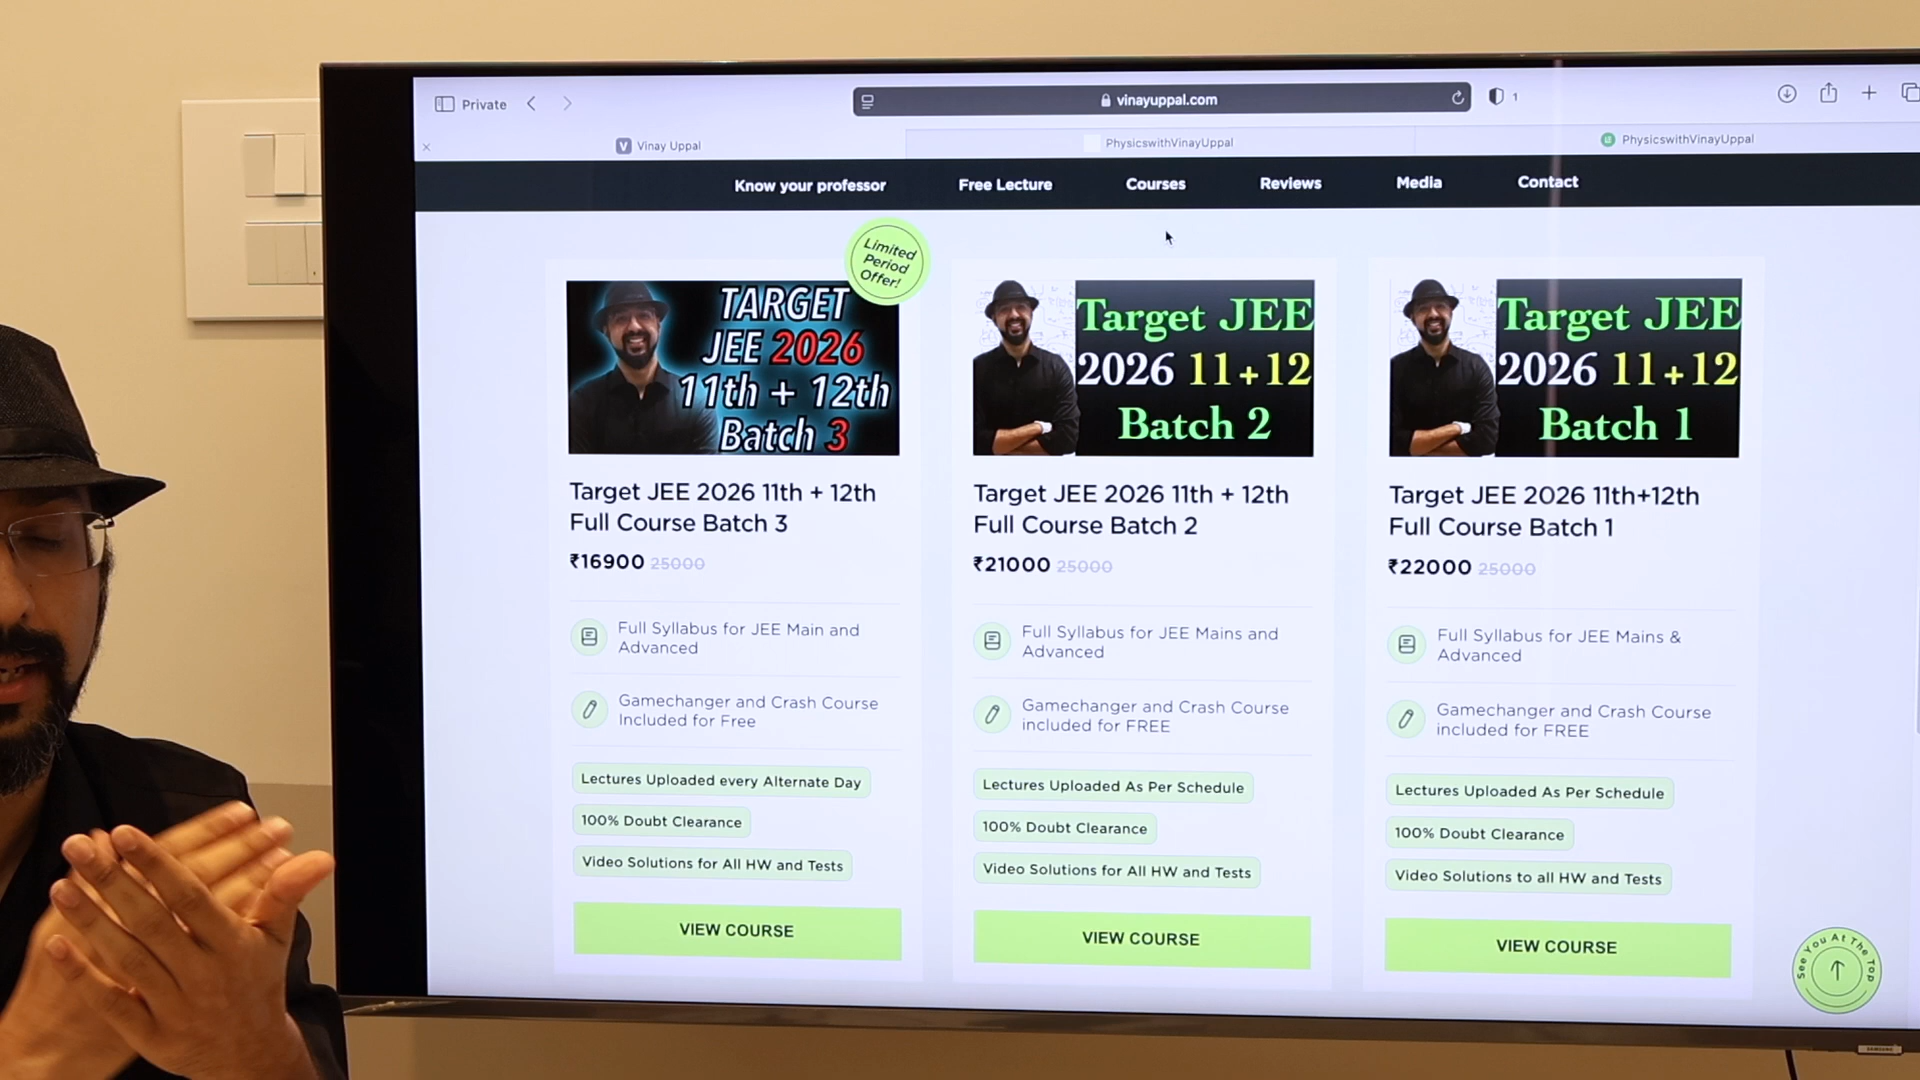 Private
vinayuppal.com
1
Vinay Uppal
PhysicswithVinayUppal
PhysicswithVinayUppal
Know your professor
Free Lecture
Courses
Reviews
Media
Contact
Limited
Period
Offer!
TARGET
JEE 2026
11th + 12th
Batch 3
Target JEE 2026 11th + 12th
Full Course Batch 3
₹16900 25000
Full Syllabus for JEE Main and
Advanced
Gamechanger and Crash Course
Included for Free
Lectures Uploaded every Alternate Day
100% Doubt Clearance
Video Solutions for All HW and Tests
VIEW COURSE
Target JEE
2026 11+12
Batch 2
Target JEE 2026 11th + 12th
Full Course Batch 2
₹21000 25000
Full Syllabus for JEE Mains and
Advanced
Gamechanger and Crash Course
included for FREE
Lectures Uploaded As Per Schedule
100% Doubt Clearance
Video Solutions for All HW and Tests
VIEW COURSE
Target JEE
2026 11+12
Batch 1
Target JEE 2026 11th+12th
Full Course Batch 1
₹22000 25000
Full Syllabus for JEE Mains &
Advanced
Gamechanger and Crash Course
included for FREE
Lectures Uploaded As Per Schedule
100% Doubt Clearance
Video Solutions to all HW and Tests
VIEW COURSE
See You At The Top
SAMSUNG